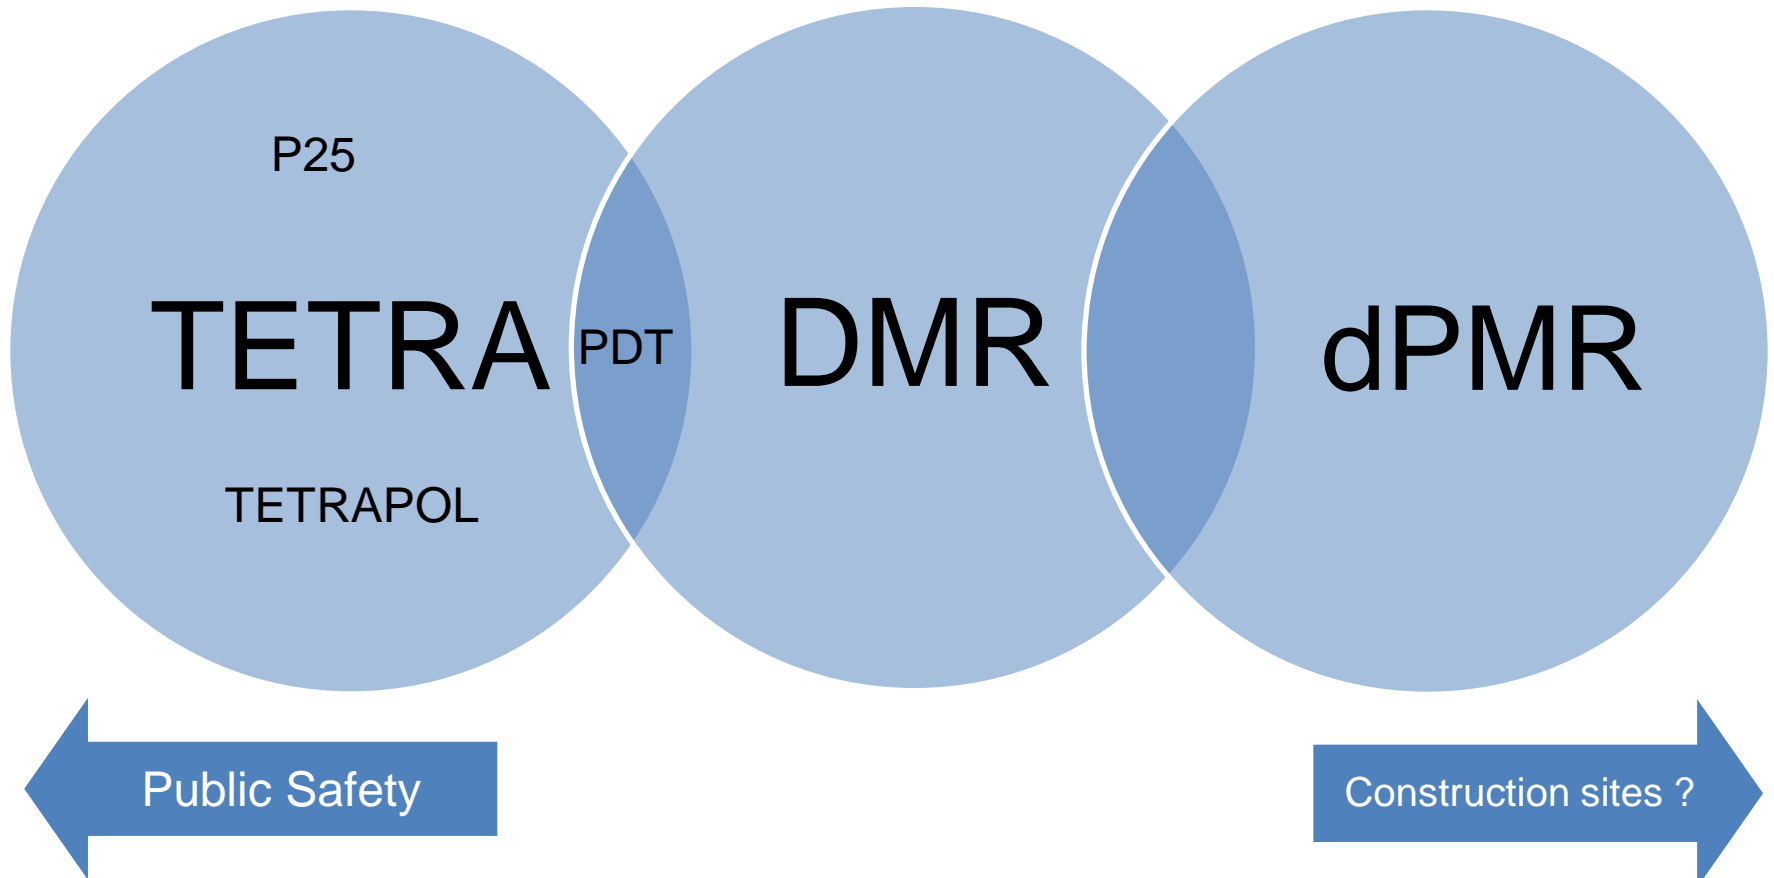 P25
TETRA
PDT
DMR
dPMR
TETRAPOL
Public Safety
Construction sites ?